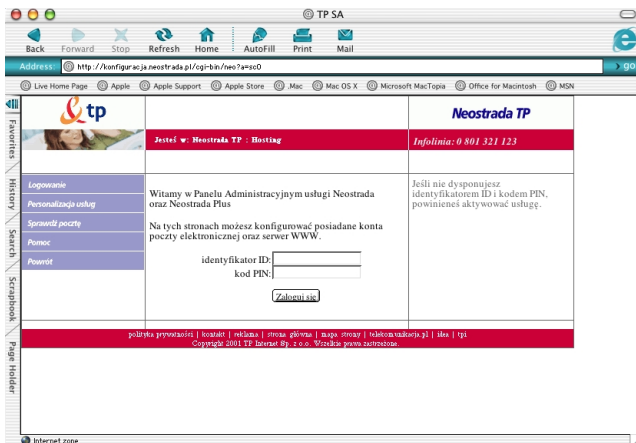 TP SA
Back Forward Stop Refresh Home AutoFill Print Mail
Address: http://konfiguracja.neostrada.pl/cgi-bin/neo?a=sc0 go
Live Home Page Apple Apple Support Apple Store .Mac Mac OS X Microsoft MacTopia Office for Macintosh MSN
Favorites
History
Search
Scrapbook
Page Holder
tp
Neostrada TP
Jesteś w: Neostrada TP : Hosting
Infolinia: 0 801 321 123
Logowanie
Personalizacja usług
Sprawdź pocztę
Pomoc
Powrót
Witamy w Panelu Administracyjnym usługi Neostrada
oraz Neostrada Plus
Na tych stronach możesz konfigurować posiadane konta
poczty elektronicznej oraz serwer WWW.
identyfikator ID:
kod PIN:
Zaloguj się
Jeśli nie dysponujesz
identyfikatorem ID i kodem PIN,
powinieneś aktywować usługę.
polityka prywatności | kontakt | reklama | strona główna | mapa strony | telekomunikacja.pl | idea | tpi
Copyright 2001 TP Internet Sp. z o.o. Wszelkie prawa zastrzeżone.
Internet zone